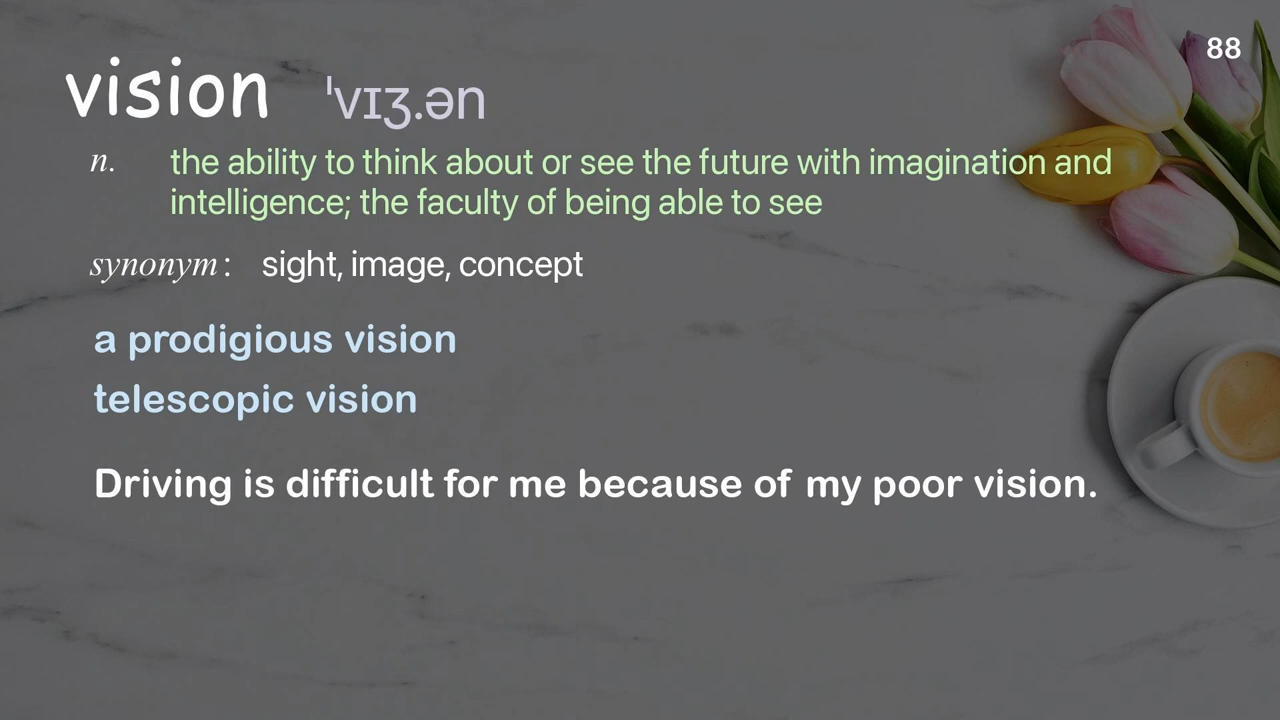 88
vision ˈvɪʒ.ən
n. the ability to think about or see the future with imagination and
intelligence; the faculty of being able to see
synonym : sight, image, concept
a prodigious vision
telescopic vision
Driving is difficult for me because of my poor vision.